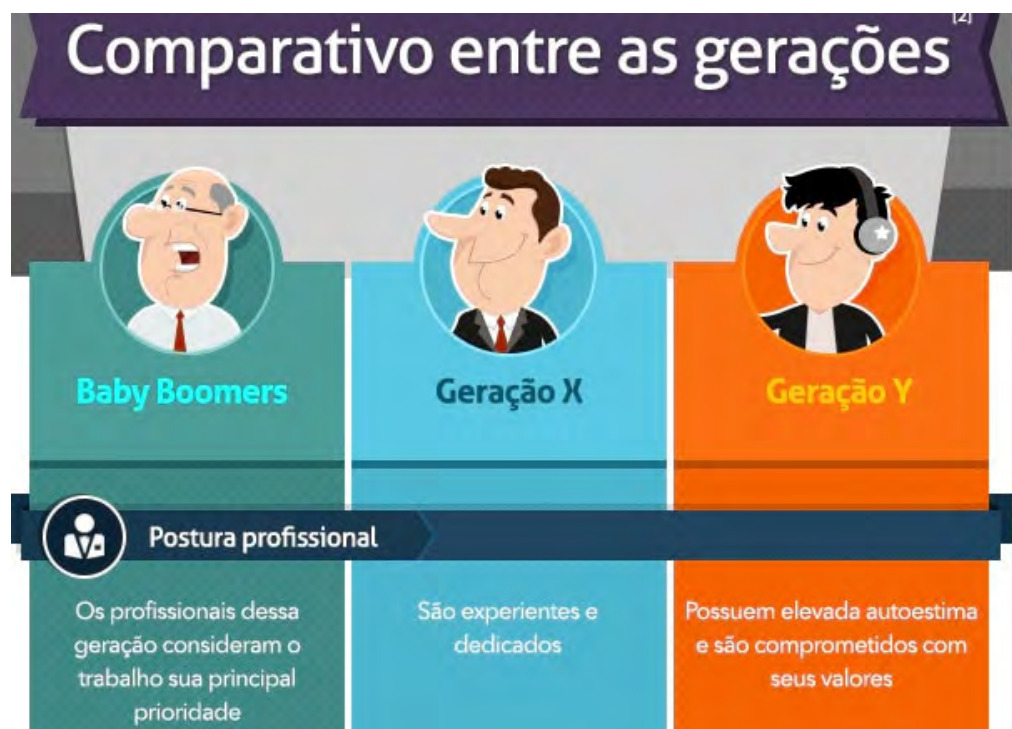 [2]
Comparativo entre as gerações
Baby Boomers
Geração X
Geração Y
Postura profissional
Os profissionais dessa
geração consideram o
trabalho sua principal
prioridade
São experientes e
dedicados
Possuem elevada autoestima
e são comprometidos com
seus valores